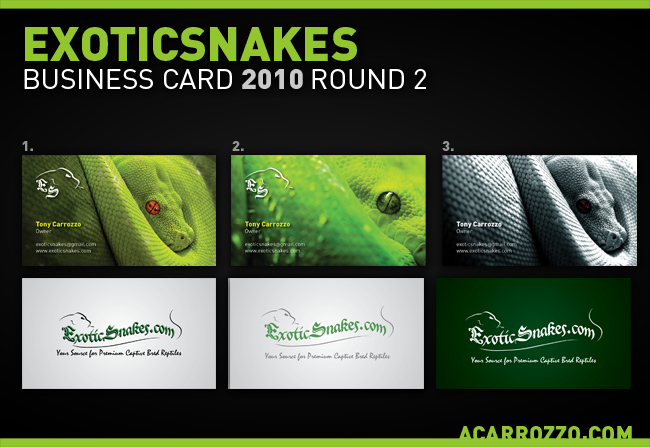 EXOTICSNAKES
BUSINESS CARD 2010 ROUND 2
1.
2.
3.
ES
Tony Carrozzo
Owner
exoticsnakes@gmail.com
www.exoticsnakes.com
ES
Tony Carrozzo
Owner
exoticsnakes@gmail.com
www.exoticsnakes.com
Tony Carrozzo
Owner
exoticsnakes@gmail.com
www.exoticsnakes.com
ExoticSnakes.com
Your Source for Premium Captive Bred Reptiles
ExoticSnakes.com
Your Source for Premium Captive Bred Reptiles
ExoticSnakes.com
Your Source for Premium Captive Bred Reptiles
ACARROZZO.COM